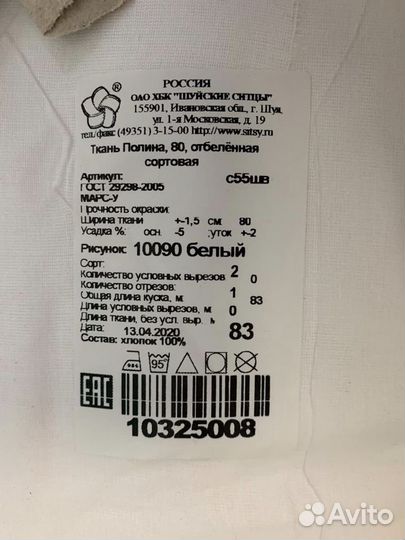 РОССИЯ
ОАО ХБК "ШУЙСКИЕ СИТЦЫ"
155901, Ивановская обл., г. Шуя,
ул. 1-я Московская, д. 19
тел./факс (49351) 3-15-00 http://www.sitsy.ru
®
Ткань Полина, 80, отбелённая
сортовая
Артикул: с55шв
ГОСТ 29298-2005
МАРС-У
Прочность окраски:
Ширина ткани +-1,5 см: 80
Усадка %: осн. -5 ;уток +-2
Рисунок: 10090 белый
Сорт: 2
Количество условных вырезов 0
Количество отрезов: 1
Общая длина куска, м: 83
Длина условных вырезов, м 0
Длина ткани, без усл. выр. м. 83
Дата: 13.04.2020
Состав: хлопок 100%
95
EAC
10325008
Avito